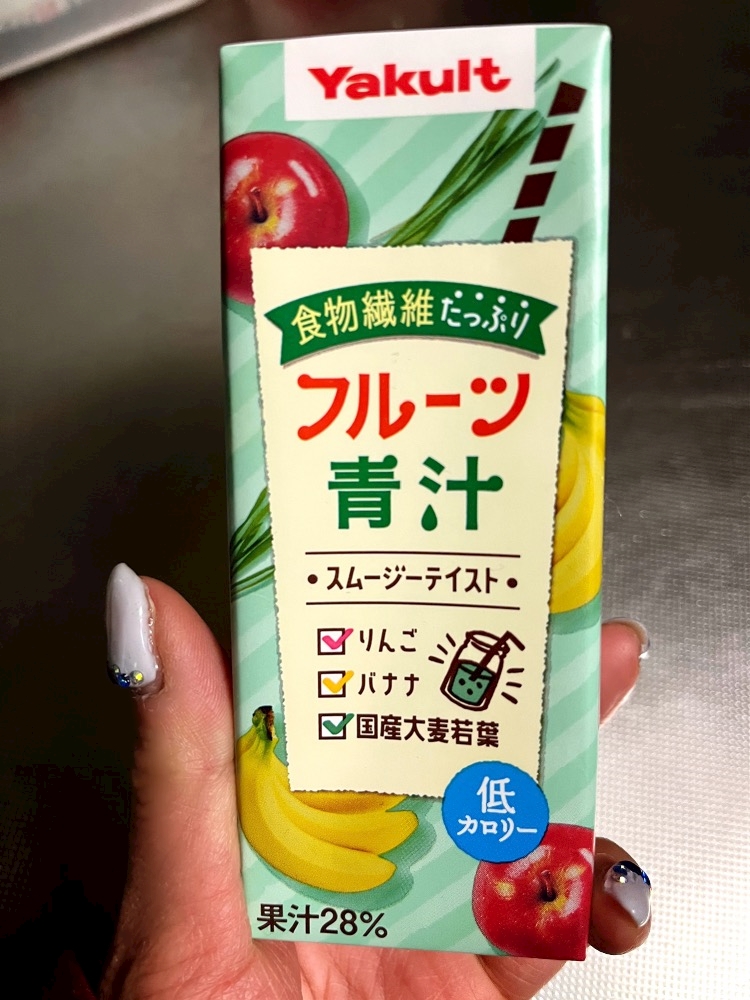 Yakult
食物繊維たっぷり
フルーツ
青汁
•スムージーテイスト•
りんご
バナナ
国産大麦若葉
低
カロリー
果汁28%